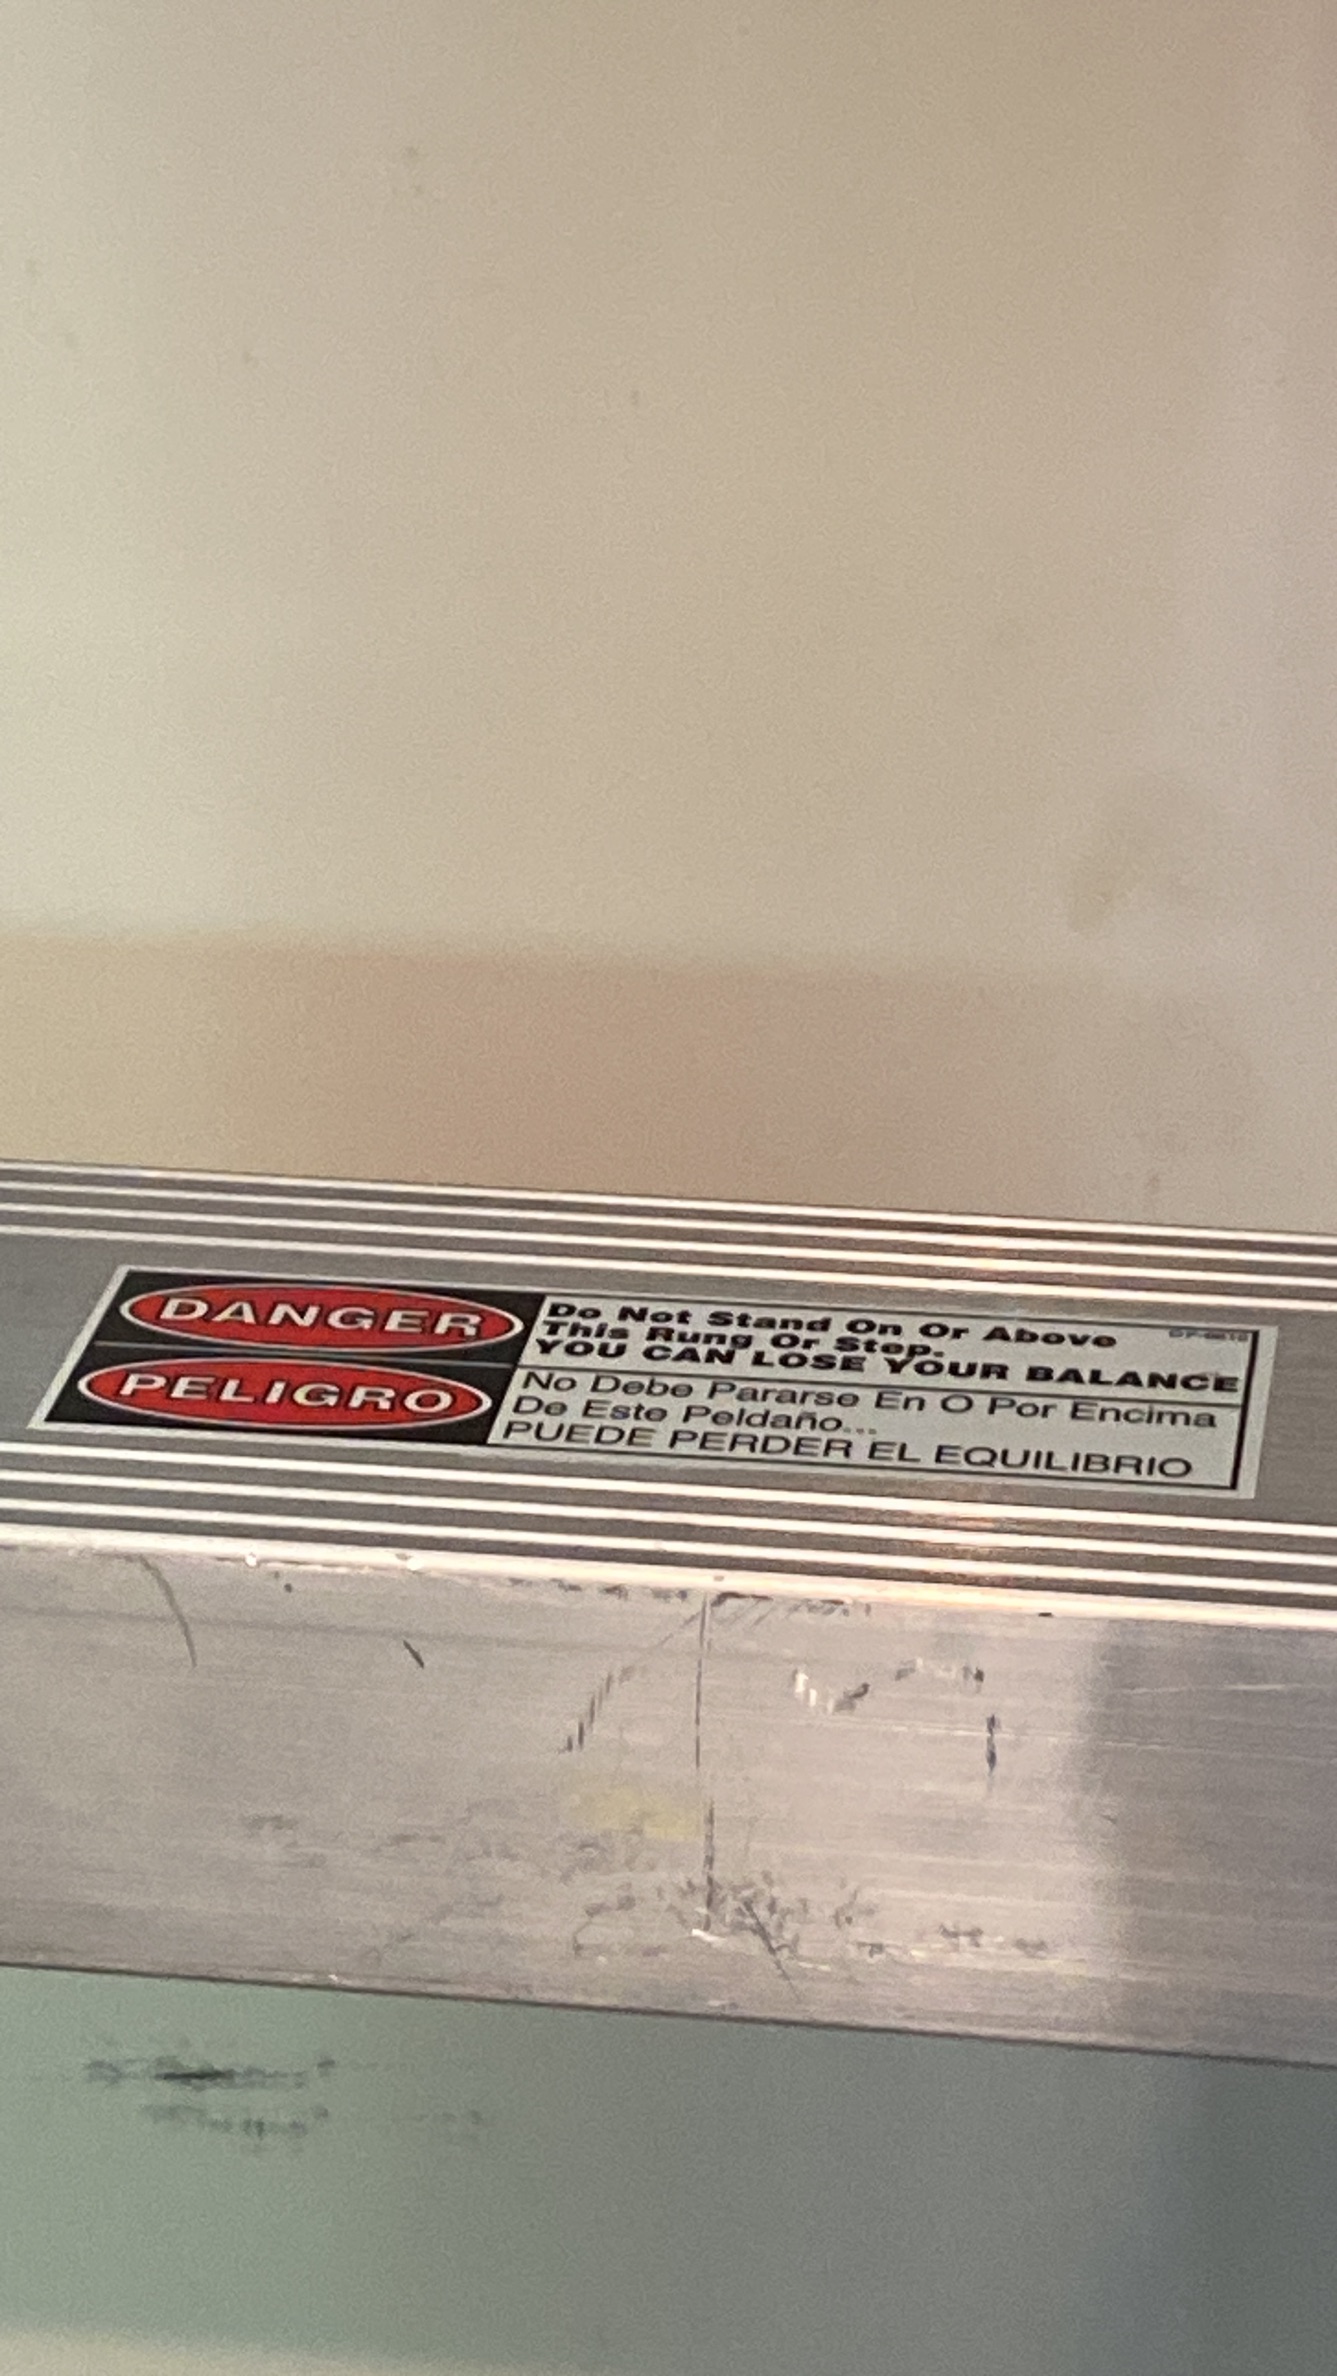 DANGER
Do Not Stand On Or Above
This Rung Or Step.
YOU CAN LOSE YOUR BALANCE
PELIGRO
No Debe Pararse En O Por Encima
De Este Peldaño...
PUEDE PERDER EL EQUILIBRIO